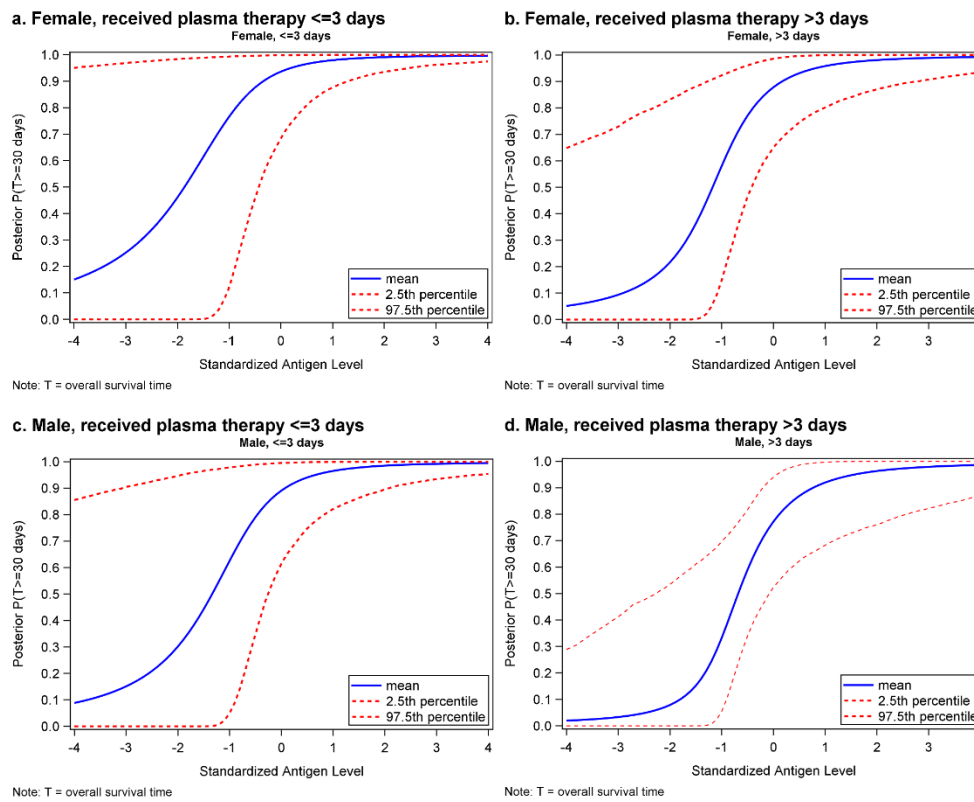 a. Female, received plasma therapy <=3 days
Female, <=3 days
1.0
0.9
0.8
0.7
0.6
0.5
0.4
0.3
0.2
0.1
0.0
Posterior P(T>=30 days)
mean
2.5th percentile
97.5th percentile
-4 -3 -2 -1 0 1 2 3 4
Standardized Antigen Level
Note: T = overall survival time
b. Female, received plasma therapy >3 days
Female, >3 days
1.0
0.9
0.8
0.7
0.6
0.5
0.4
0.3
0.2
0.1
0.0
Posterior P(T>=30 days)
mean
2.5th percentile
97.5th percentile
-4 -3 -2 -1 0 1 2 3
Standardized Antigen Level
Note: T = overall survival time
c. Male, received plasma therapy <=3 days
Male, <=3 days
1.0
0.9
0.8
0.7
0.6
0.5
0.4
0.3
0.2
0.1
0.0
Posterior P(T>=30 days)
mean
2.5th percentile
97.5th percentile
-4 -3 -2 -1 0 1 2 3 4
Standardized Antigen Level
Note: T = overall survival time
d. Male, received plasma therapy >3 days
Male, >3 days
1.0
0.9
0.8
0.7
0.6
0.5
0.4
0.3
0.2
0.1
0.0
Posterior P(T>=30 days)
mean
2.5th percentile
97.5th percentile
-4 -3 -2 -1 0 1 2 3
Standardized Antigen Level
Note: T = overall survival time